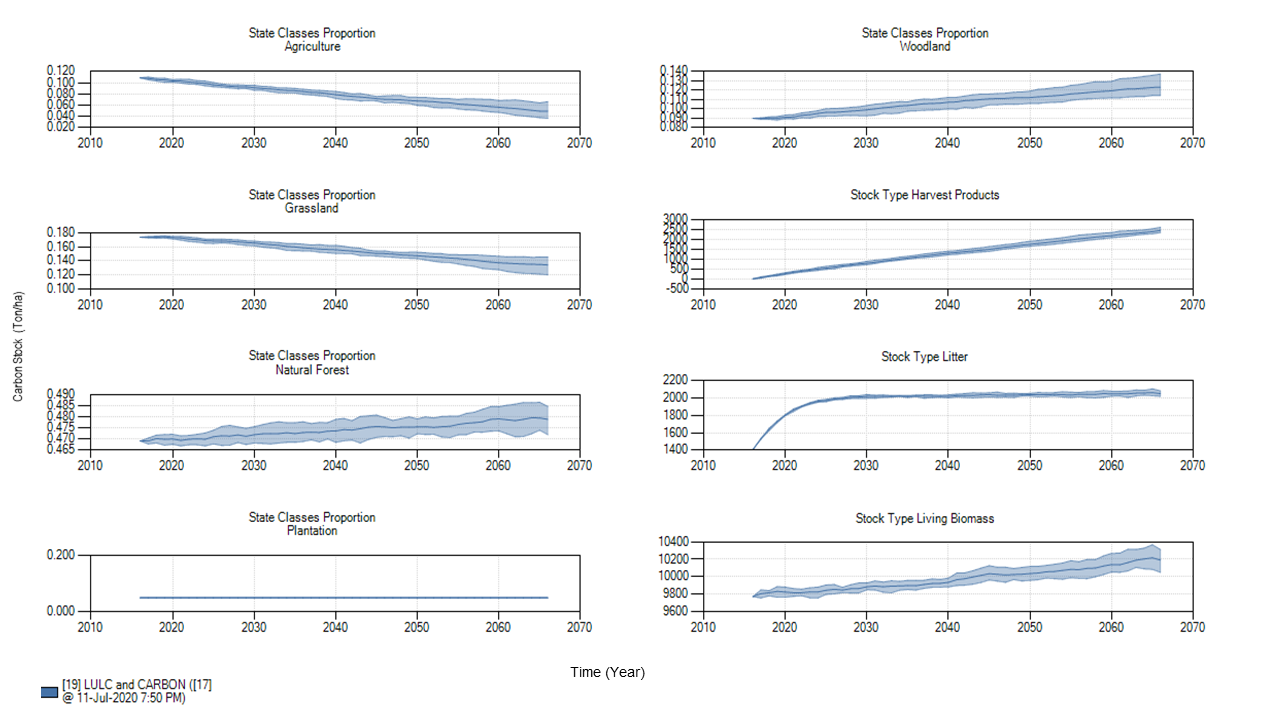 State Classes Proportion
Agriculture
0.120
0.100
0.080
0.060
0.040
0.020
2010 2020 2030 2040 2050 2060 2070
State Classes Proportion
Woodland
0.140
0.130
0.120
0.110
0.100
0.090
0.080
2010 2020 2030 2040 2050 2060 2070
State Classes Proportion
Grassland
0.180
0.160
0.140
0.120
0.100
2010 2020 2030 2040 2050 2060 2070
Stock Type Harvest Products
3000
2500
2000
1500
1000
500
0
-500
2010 2020 2030 2040 2050 2060 2070
Carbon Stock (Ton/ha)
State Classes Proportion
Natural Forest
0.490
0.485
0.480
0.475
0.470
0.465
2010 2020 2030 2040 2050 2060 2070
Stock Type Litter
2200
2000
1800
1600
1400
2010 2020 2030 2040 2050 2060 2070
State Classes Proportion
Plantation
0.200
0.000
2010 2020 2030 2040 2050 2060 2070
Stock Type Living Biomass
10400
10200
10000
9800
9600
2010 2020 2030 2040 2050 2060 2070
Time (Year)
[19] LULC and CARBON ([17]
@ 11-Jul-2020 7:50 PM)